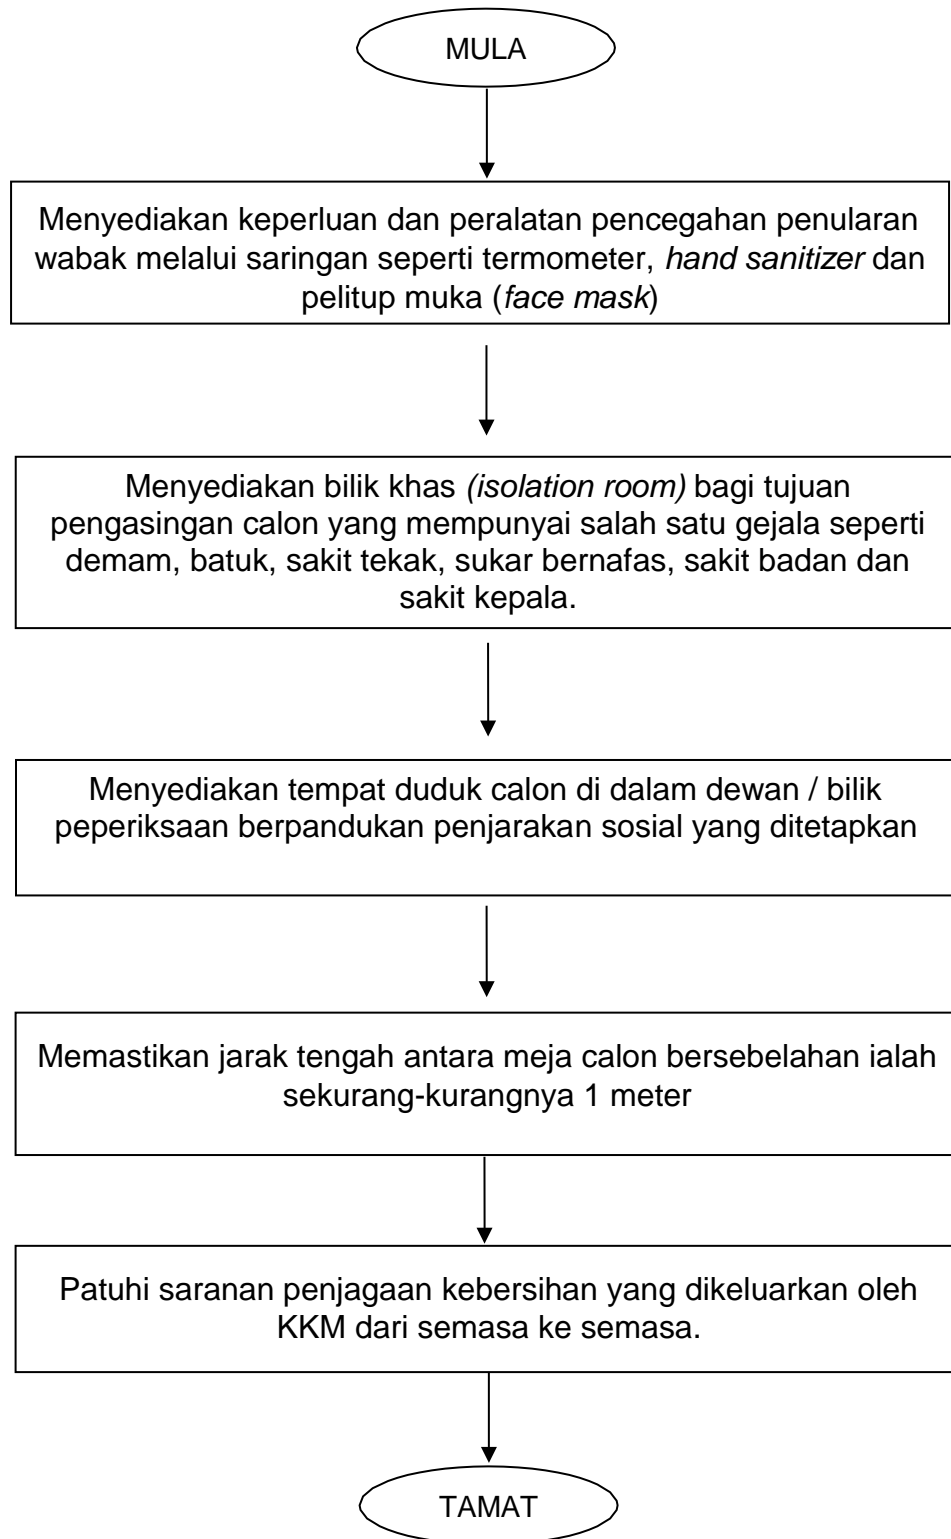 MULA
Menyediakan keperluan dan peralatan pencegahan penularan
wabak melalui saringan seperti termometer, hand sanitizer dan
pelitup muka (face mask)
Menyediakan bilik khas (isolation room) bagi tujuan
pengasingan calon yang mempunyai salah satu gejala seperti
demam, batuk, sakit tekak, sukar bernafas, sakit badan dan
sakit kepala.
Menyediakan tempat duduk calon di dalam dewan / bilik
peperiksaan berpandukan penjarakan sosial yang ditetapkan
Memastikan jarak tengah antara meja calon bersebelahan ialah
sekurang-kurangnya 1 meter
Patuhi saranan penjagaan kebersihan yang dikeluarkan oleh
KKM dari semasa ke semasa.
TAMAT